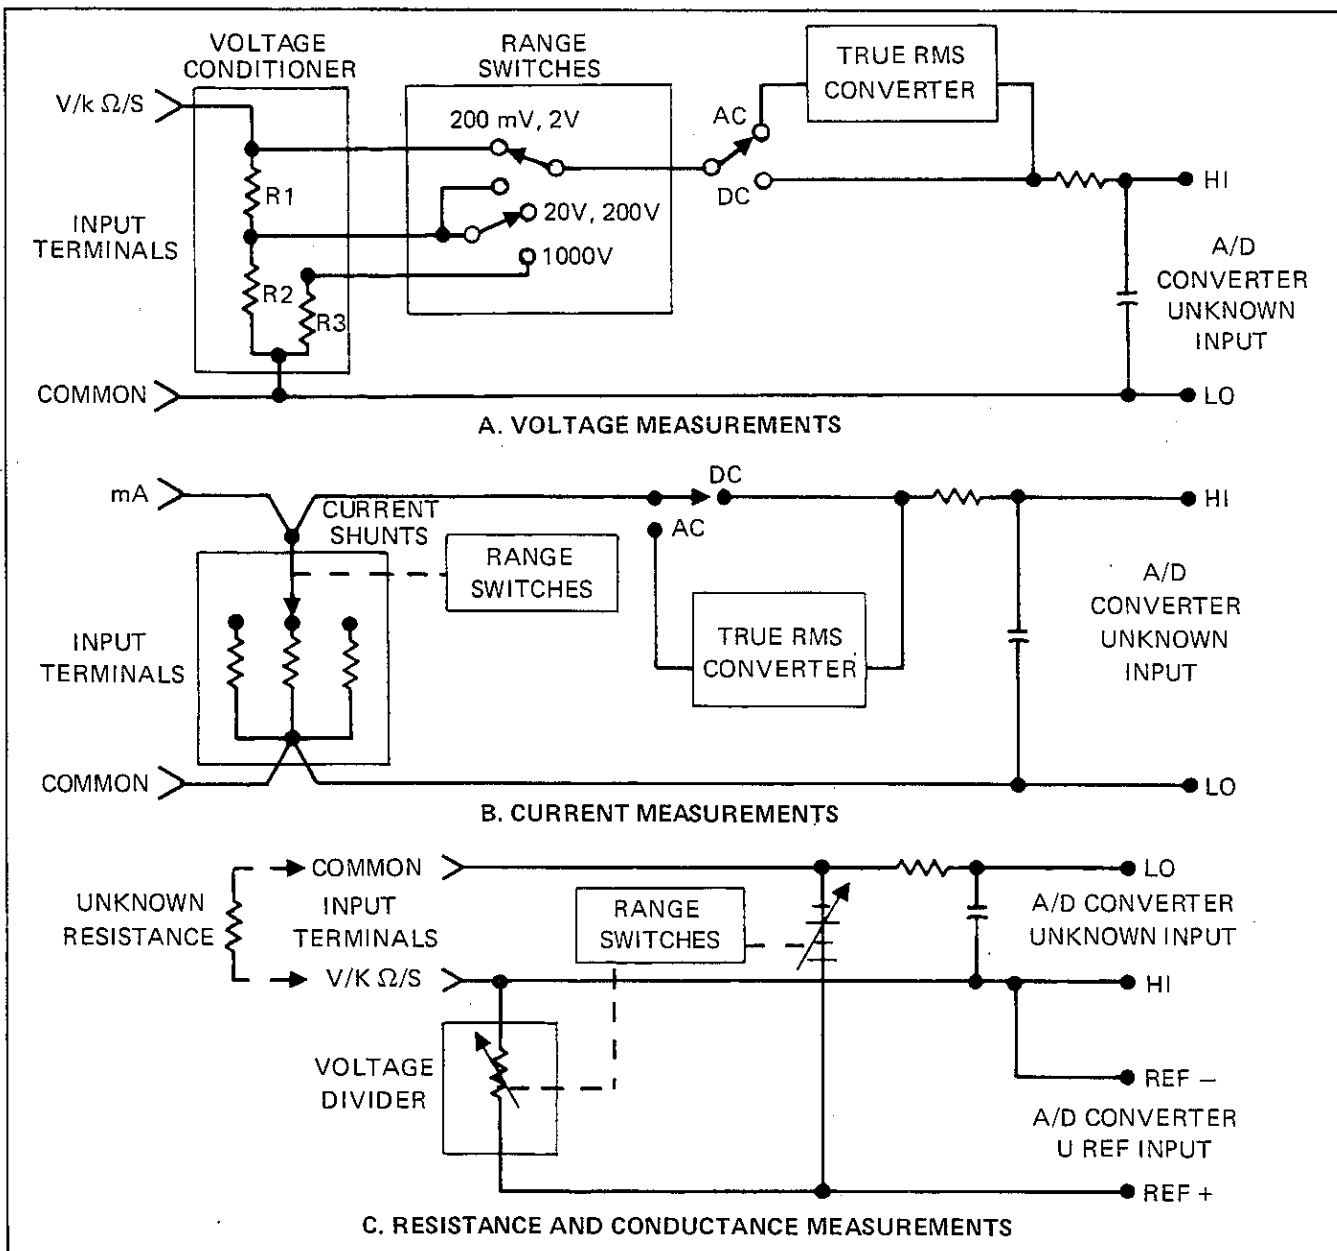 VOLTAGE
CONDITIONER
RANGE
SWITCHES
TRUE RMS
CONVERTER
V/k Ω/S
200 mV, 2V
AC
DC
HI
R1
INPUT
TERMINALS
20V, 200V
1000V
R2
R3
A/D
CONVERTER
UNKNOWN
INPUT
COMMON
LO
A. VOLTAGE MEASUREMENTS
mA
CURRENT
SHUNTS
DC
AC
HI
RANGE
SWITCHES
INPUT
TERMINALS
TRUE RMS
CONVERTER
A/D
CONVERTER
UNKNOWN
INPUT
COMMON
LO
B. CURRENT MEASUREMENTS
UNKNOWN
RESISTANCE
COMMON
INPUT
TERMINALS
V/K Ω/S
RANGE
SWITCHES
LO
A/D CONVERTER
UNKNOWN INPUT
HI
VOLTAGE
DIVIDER
REF –
A/D CONVERTER
U REF INPUT
REF +
C. RESISTANCE AND CONDUCTANCE MEASUREMENTS